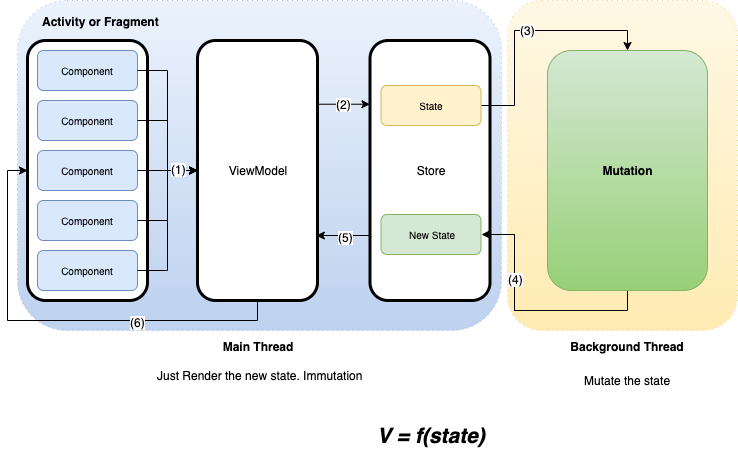 Activity or Fragment
Component
Component
Component
Component
Component
(1)
ViewModel
(2)
State
Store
New State
(5)
(3)
Mutation
(4)
(6)
Main Thread
Background Thread
Just Render the new state. Immutation
Mutate the state
V = f(state)